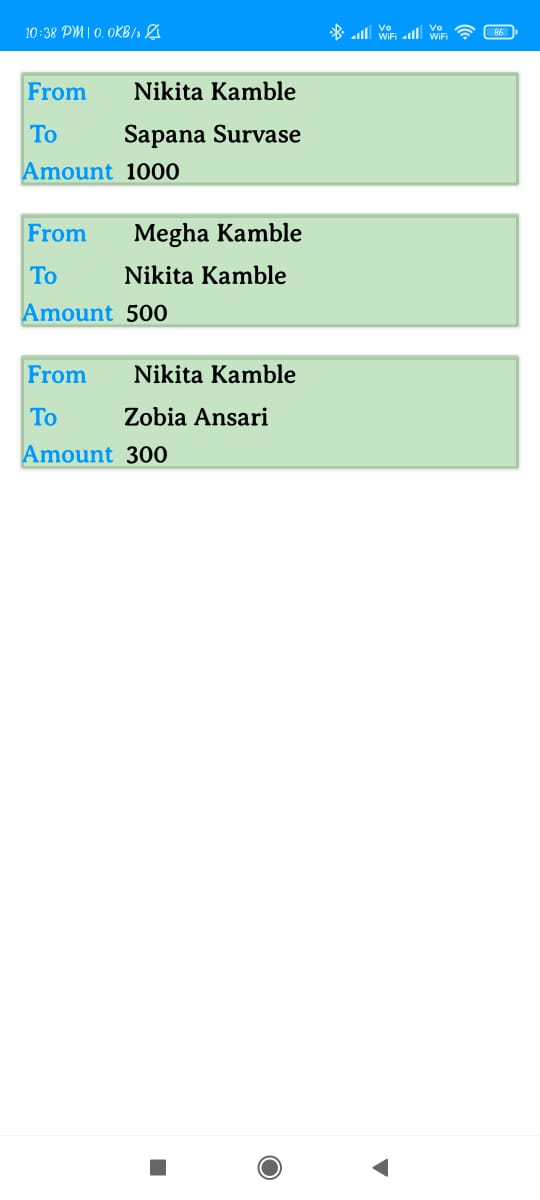 10:38 PM | 0.0KB/s Vo WiFi Vo WiFi 86
From Nikita Kamble
To Sapana Survase
Amount 1000
From Megha Kamble
To Nikita Kamble
Amount 500
From Nikita Kamble
To Zobia Ansari
Amount 300